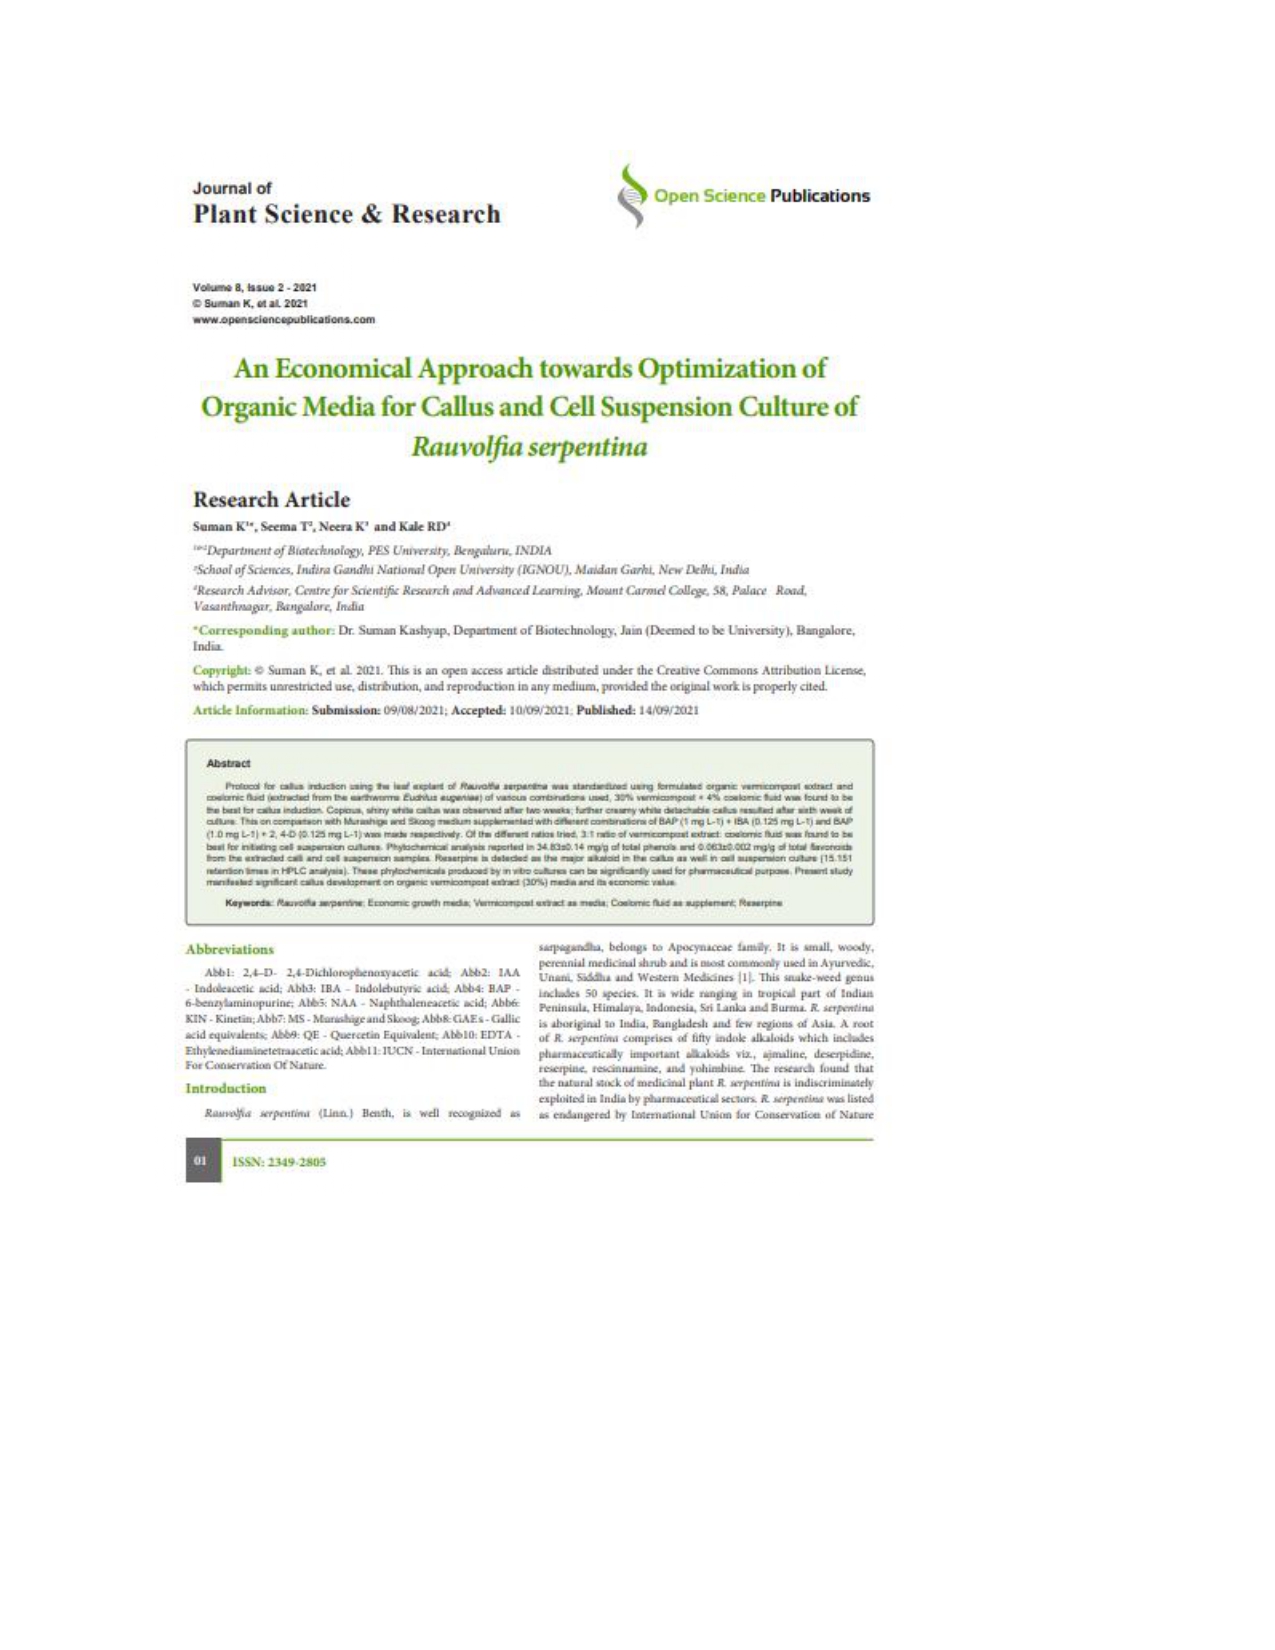 Journal of
Plant Science & Research
Open Science Publications
Volume 8, Issue 2 - 2021
© Suman K, et al. 2021
www.opensciencepublications.com
An Economical Approach towards Optimization of
Organic Media for Callus and Cell Suspension Culture of
Rauvolfia serpentina
Research Article
Suman K¹*, Seema T², Neera K³ and Kale RD⁴
¹*²Department of Biotechnology, PES University, Bengaluru, INDIA
³School of Sciences, Indira Gandhi National Open University (IGNOU), Maidan Garhi, New Delhi, India
⁴Research Advisor, Centre for Scientific Research and Advanced Learning, Mount Carmel College, 58, Palace Road,
Vasanthnagar, Bangalore, India
*Corresponding author: Dr. Suman Kashyap, Department of Biotechnology, Jain (Deemed to be University), Bangalore,
India.
Copyright: © Suman K, et al. 2021. This is an open access article distributed under the Creative Commons Attribution License,
which permits unrestricted use, distribution, and reproduction in any medium, provided the original work is properly cited.
Article Information: Submission: 09/08/2021; Accepted: 10/09/2021; Published: 14/09/2021
Abstract
Protocol for callus induction using the leaf explant of Rauvolfia serpentina was standardized using formulated organic vermicompost extract and
coelomic fluid (extracted from the earthworms Eudrilus eugeniae) of various combinations used, 30% vermicompost + 4% coelomic fluid was found to be
the best for callus induction. Copious, shiny white callus was observed after two weeks; further creamy white detachable callus resulted after sixth week of
culture. This on comparison with Murashige and Skoog medium supplemented with different combinations of BAP (1 mg L-1) + IBA (0.125 mg L-1) and BAP
(1.0 mg L-1) + 2, 4-D (0.125 mg L-1) was made respectively. Of the different ratios tried, 3:1 ratio of vermicompost extract: coelomic fluid was found to be
best for initiating cell suspension cultures. Phytochemical analysis reported in 34.83±0.14 mg/g of total phenols and 0.063±0.002 mg/g of total flavonoids
from the extracted calli and cell suspension samples. Reserpine is detected as the major alkaloid in the callus as well in cell suspension culture (15.151
retention times in HPLC analysis). These phytochemicals produced by in vitro cultures can be significantly used for pharmaceutical purpose. Present study
manifested significant callus development on organic vermicompost extract (30%) media and its economic value.
Keywords: Rauvolfia serpentine; Economic growth media; Vermicompost extract as media; Coelomic fluid as supplement; Reserpine
Abbreviations
Abb1: 2,4–D- 2,4-Dichlorophenoxyacetic acid; Abb2: IAA
- Indoleacetic acid; Abb3: IBA - Indolebutyric acid; Abb4: BAP -
6-benzylaminopurine; Abb5: NAA - Naphthaleneacetic acid; Abb6:
KIN - Kinetin; Abb7: MS - Murashige and Skoog; Abb8: GAEs - Gallic
acid equivalents; Abb9: QE - Quercetin Equivalent; Abb10: EDTA -
Ethylenediaminetetraacetic acid; Abb11: IUCN - International Union
For Conservation Of Nature.
Introduction
Rauvolfia serpentina (Linn.) Benth, is well recognized as
sarpagandha, belongs to Apocynaceae family. It is small, woody,
perennial medicinal shrub and is most commonly used in Ayurvedic,
Unani, Siddha and Western Medicines [1]. This snake-weed genus
includes 50 species. It is wide ranging in tropical part of Indian
Peninsula, Himalaya, Indonesia, Sri Lanka and Burma. R. serpentina
is aboriginal to India, Bangladesh and few regions of Asia. A root
of R. serpentina comprises of fifty indole alkaloids which includes
pharmaceutically important alkaloids viz., ajmaline, deserpidine,
reserpine, rescinnamine, and yohimbine. The research found that
the natural stock of medicinal plant R. serpentina is indiscriminately
exploited in India by pharmaceutical sectors. R. serpentina was listed
as endangered by International Union for Conservation of Nature
01
ISSN: 2349-2805